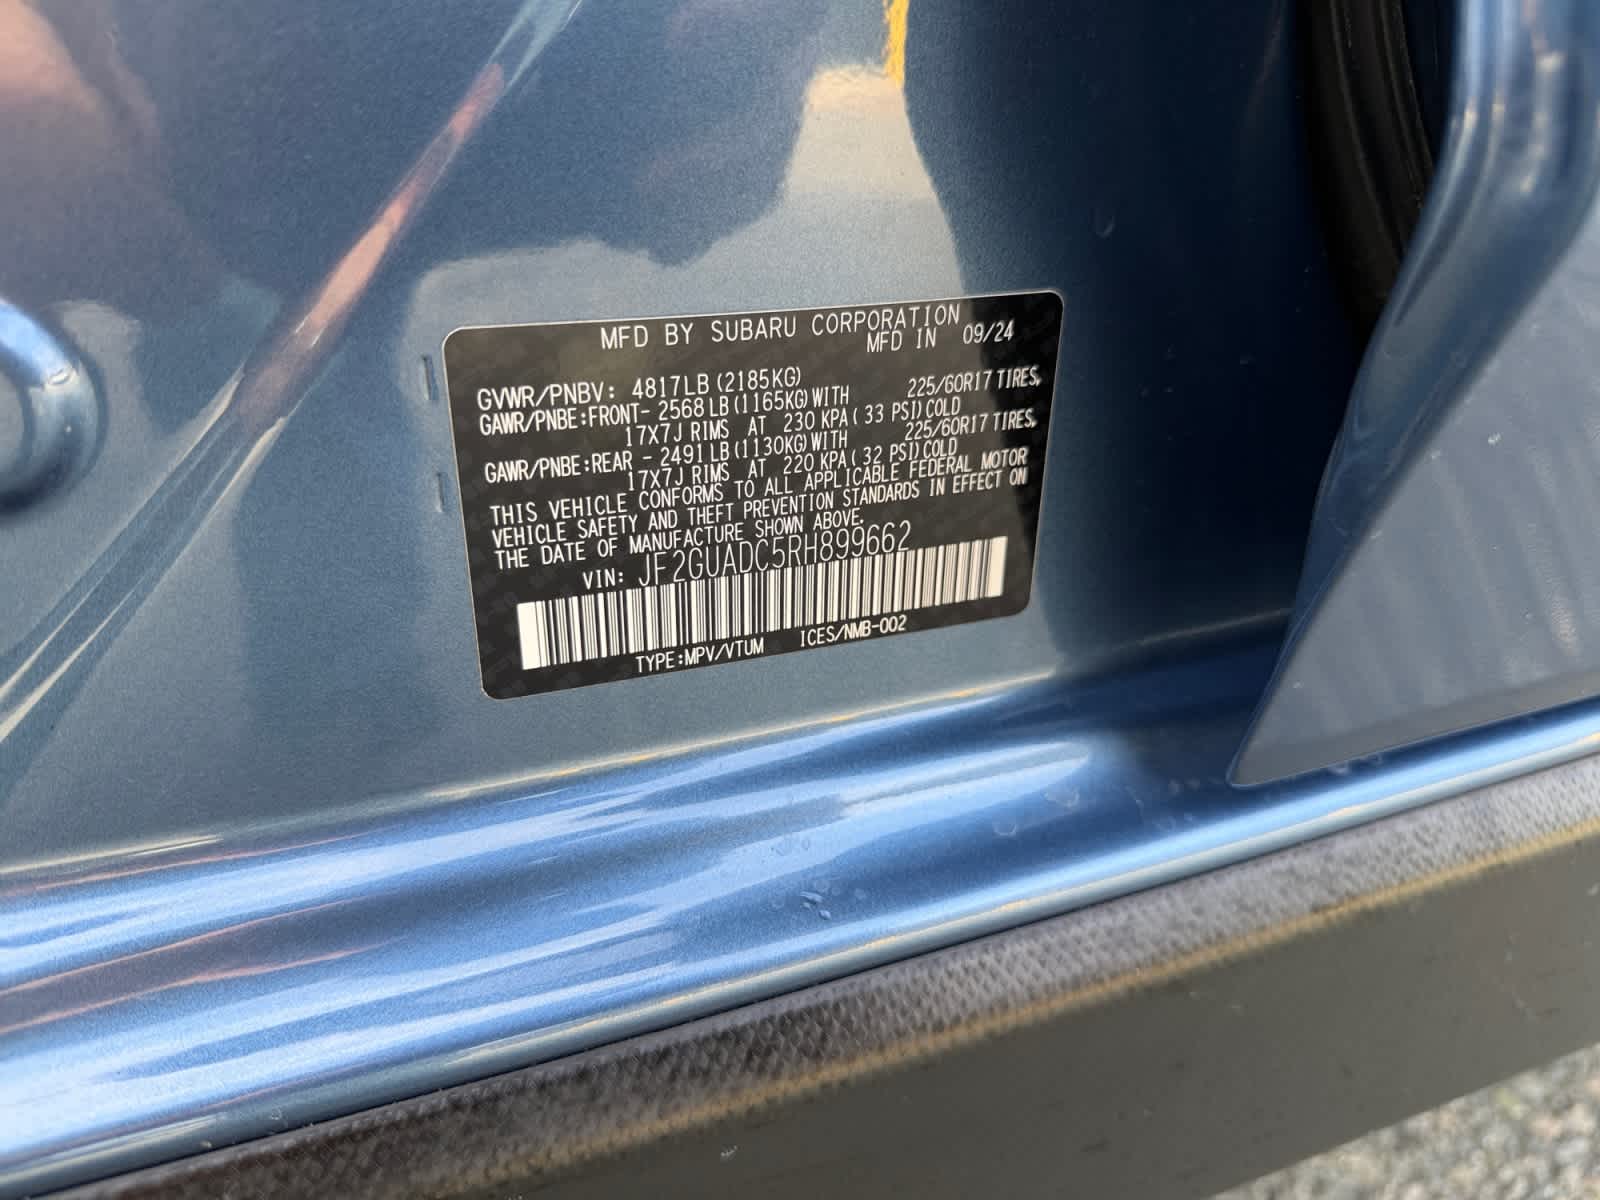 MFD BY SUBARU CORPORATION
MFD IN 09/24
GVWR/PNBV: 4817LB (2185KG)
GAWR/PNBE:FRONT- 2568 LB (1165KG) WITH 225/60R17 TIRES,
17X7J RIMS AT 230 KPA ( 33 PSI) COLD
GAWR/PNBE:REAR - 2491 LB (1130KG) WITH 225/60R17 TIRES,
17X7J RIMS AT 220 KPA ( 32 PSI) COLD
THIS VEHICLE CONFORMS TO ALL APPLICABLE FEDERAL MOTOR
VEHICLE SAFETY AND THEFT PREVENTION STANDARDS IN EFFECT ON
THE DATE OF MANUFACTURE SHOWN ABOVE.
VIN: JF2GUADC5RH899662
TYPE:MPV/VTUM ICES/NMB-002